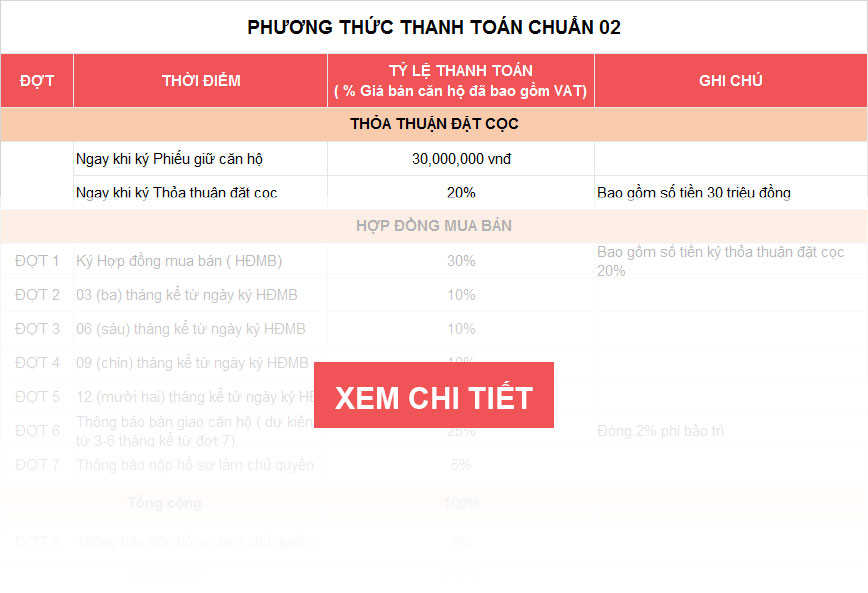 PHƯƠNG THỨC THANH TOÁN CHUẨN 02
ĐỢT THỜI ĐIỂM TỶ LỆ THANH TOÁN GHI CHÚ
( % Giá bán căn hộ đã bao gồm VAT)
THỎA THUẬN ĐẶT CỌC
Ngay khi ký Phiếu giữ căn hộ 30,000,000 vnđ
Ngay khi ký Thỏa thuận đặt cọc 20% Bao gồm số tiền 30 triệu đồng
HỢP ĐỒNG MUA BÁN
ĐỢT 1 Ký Hợp đồng mua bán ( HĐMB) 30% Bao gồm số tiền ký thỏa thuận đặt cọc
20%
ĐỢT 2 03 (ba) tháng kể từ ngày ký HĐMB 10%
ĐỢT 3 06 (sáu) tháng kể từ ngày ký HĐMB 10%
ĐỢT 4 09 (chín) tháng kể từ ngày ký HĐMB 10%
ĐỢT 5 12 (mười hai) tháng kể từ ngày ký
XEM CHI TIẾT
ĐỢT 6 Thông báo bàn giao căn hộ ( dự kiến 25% Đóng 2% phí bảo trì
từ 3-6 tháng kể từ đợt 7)
ĐỢT 7 Thông báo nộp hồ sơ làm chủ quyền 5%
Tổng cộng 100%
Thông báo nộp hồ sơ làm chủ quyền 5%
Tổng cộng